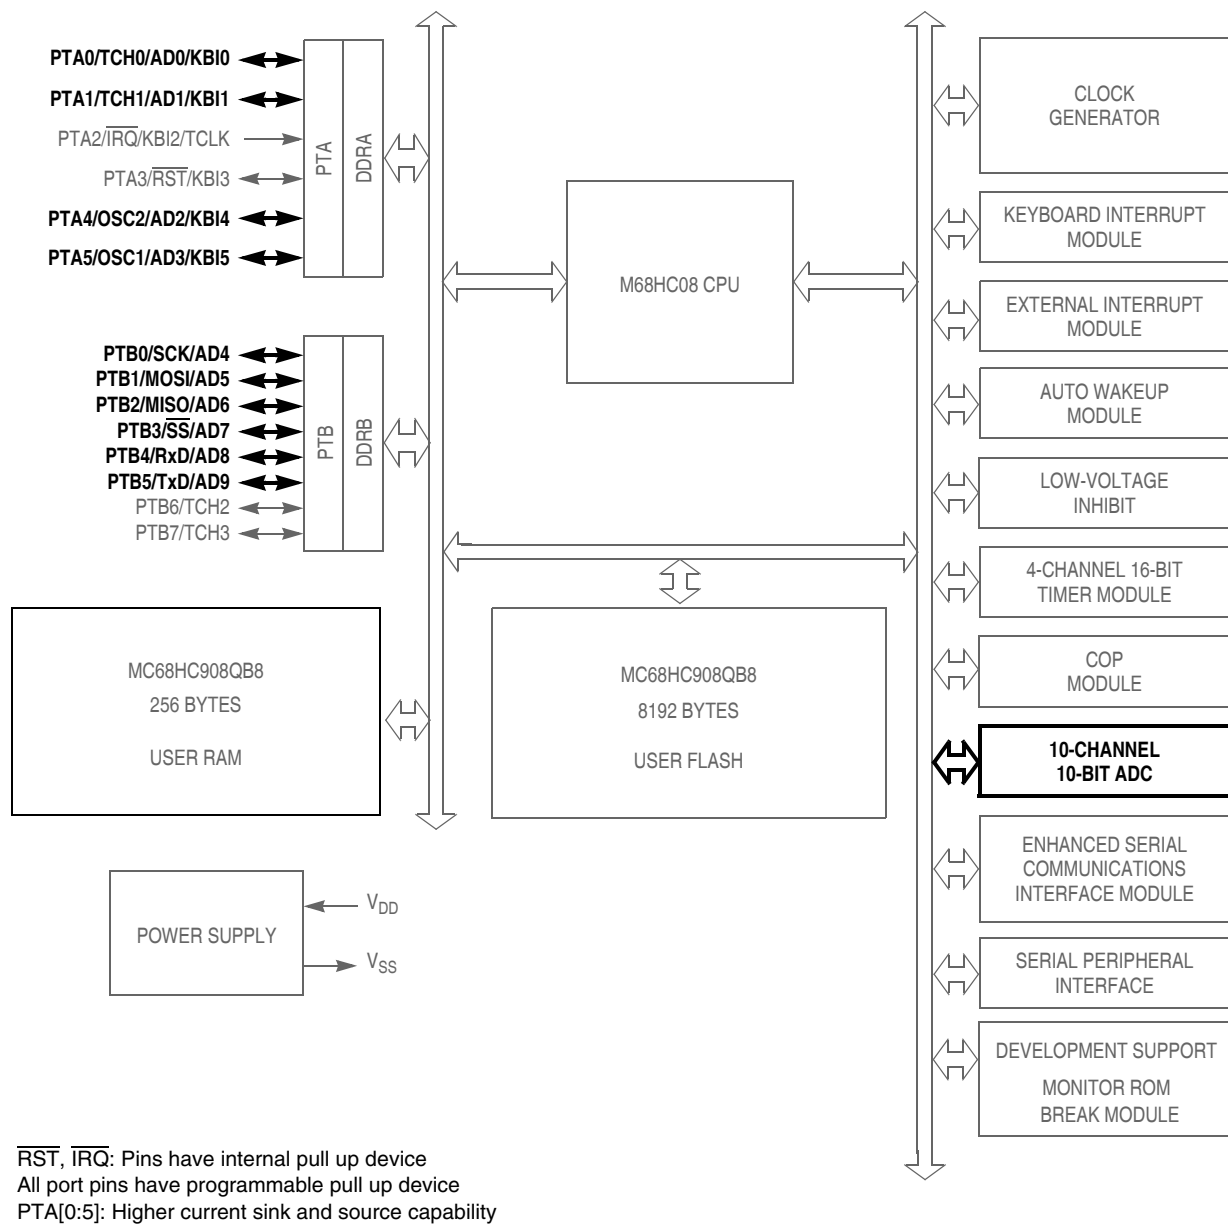 PTA0/TCH0/AD0/KBI0
PTA1/TCH1/AD1/KBI1
PTA2/I̅R̅Q̅/KBI2/TCLK
PTA3/R̅S̅T̅/KBI3
PTA4/OSC2/AD2/KBI4
PTA5/OSC1/AD3/KBI5
PTA
DDRA
PTB0/SCK/AD4
PTB1/MOSI/AD5
PTB2/MISO/AD6
PTB3/S̅S̅/AD7
PTB4/RxD/AD8
PTB5/TxD/AD9
PTB6/TCH2
PTB7/TCH3
PTB
DDRB
M68HC08 CPU
MC68HC908QB8
256 BYTES
USER RAM
MC68HC908QB8
8192 BYTES
USER FLASH
POWER SUPPLY
VDD
VSS
CLOCK
GENERATOR
KEYBOARD INTERRUPT
MODULE
EXTERNAL INTERRUPT
MODULE
AUTO WAKEUP
MODULE
LOW-VOLTAGE
INHIBIT
4-CHANNEL 16-BIT
TIMER MODULE
COP
MODULE
10-CHANNEL
10-BIT ADC
ENHANCED SERIAL
COMMUNICATIONS
INTERFACE MODULE
SERIAL PERIPHERAL
INTERFACE
DEVELOPMENT SUPPORT
MONITOR ROM
BREAK MODULE
R̅S̅T̅, I̅R̅Q̅: Pins have internal pull up device
All port pins have programmable pull up device
PTA[0:5]: Higher current sink and source capability